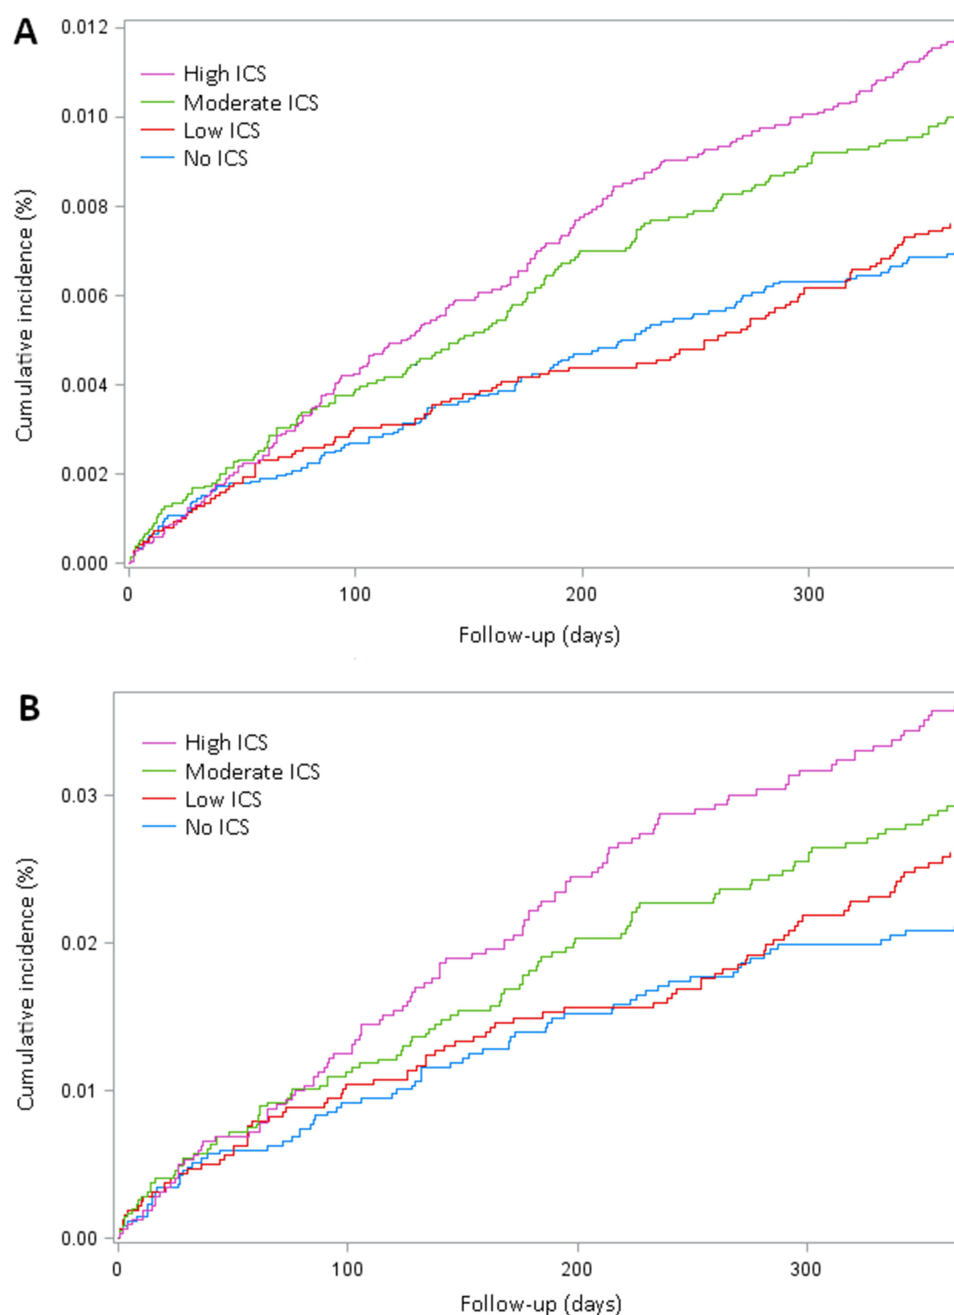 A
0.012
0.010
0.008
0.006
0.004
0.002
0.000
Cumulative incidence (%)
High ICS
Moderate ICS
Low ICS
No ICS
0 100 200 300
Follow-up (days)
B
0.03
0.02
0.01
0.00
Cumulative incidence (%)
High ICS
Moderate ICS
Low ICS
No ICS
0 100 200 300
Follow-up (days)